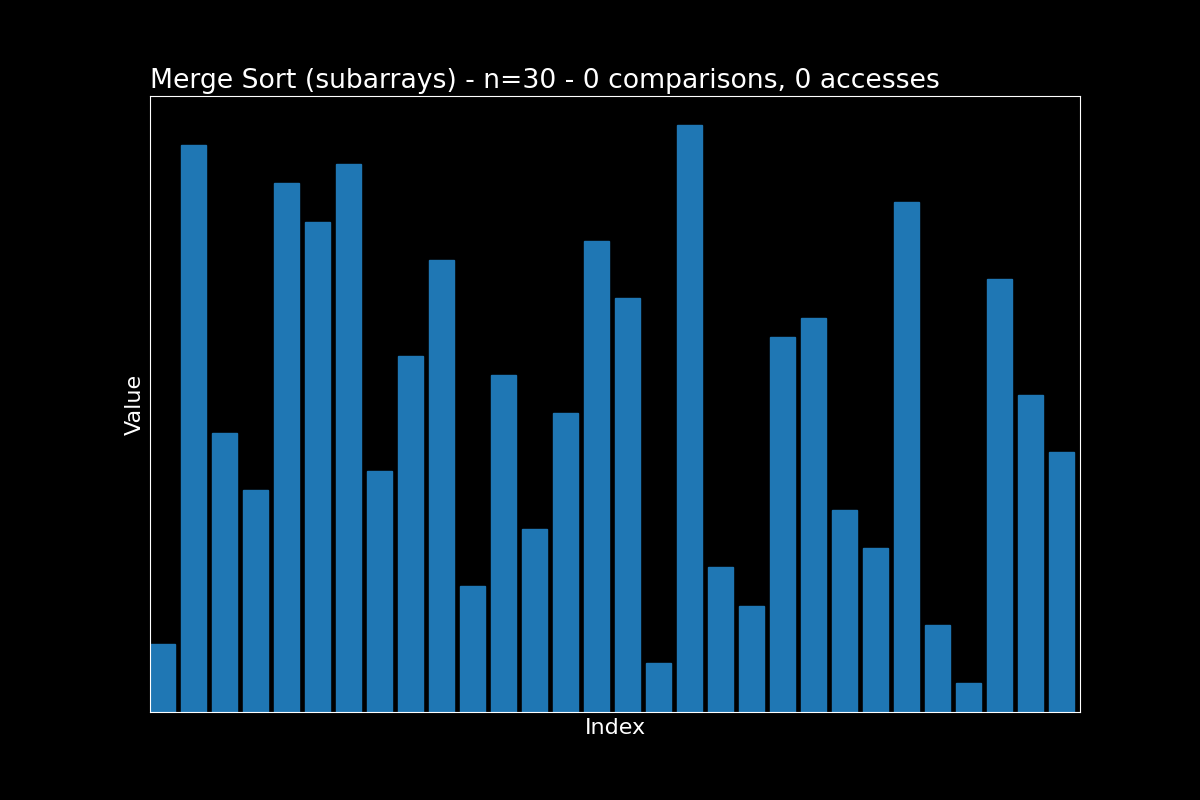 Merge Sort (subarrays) - n=30 - 0 comparisons, 0 accesses
Value
Index